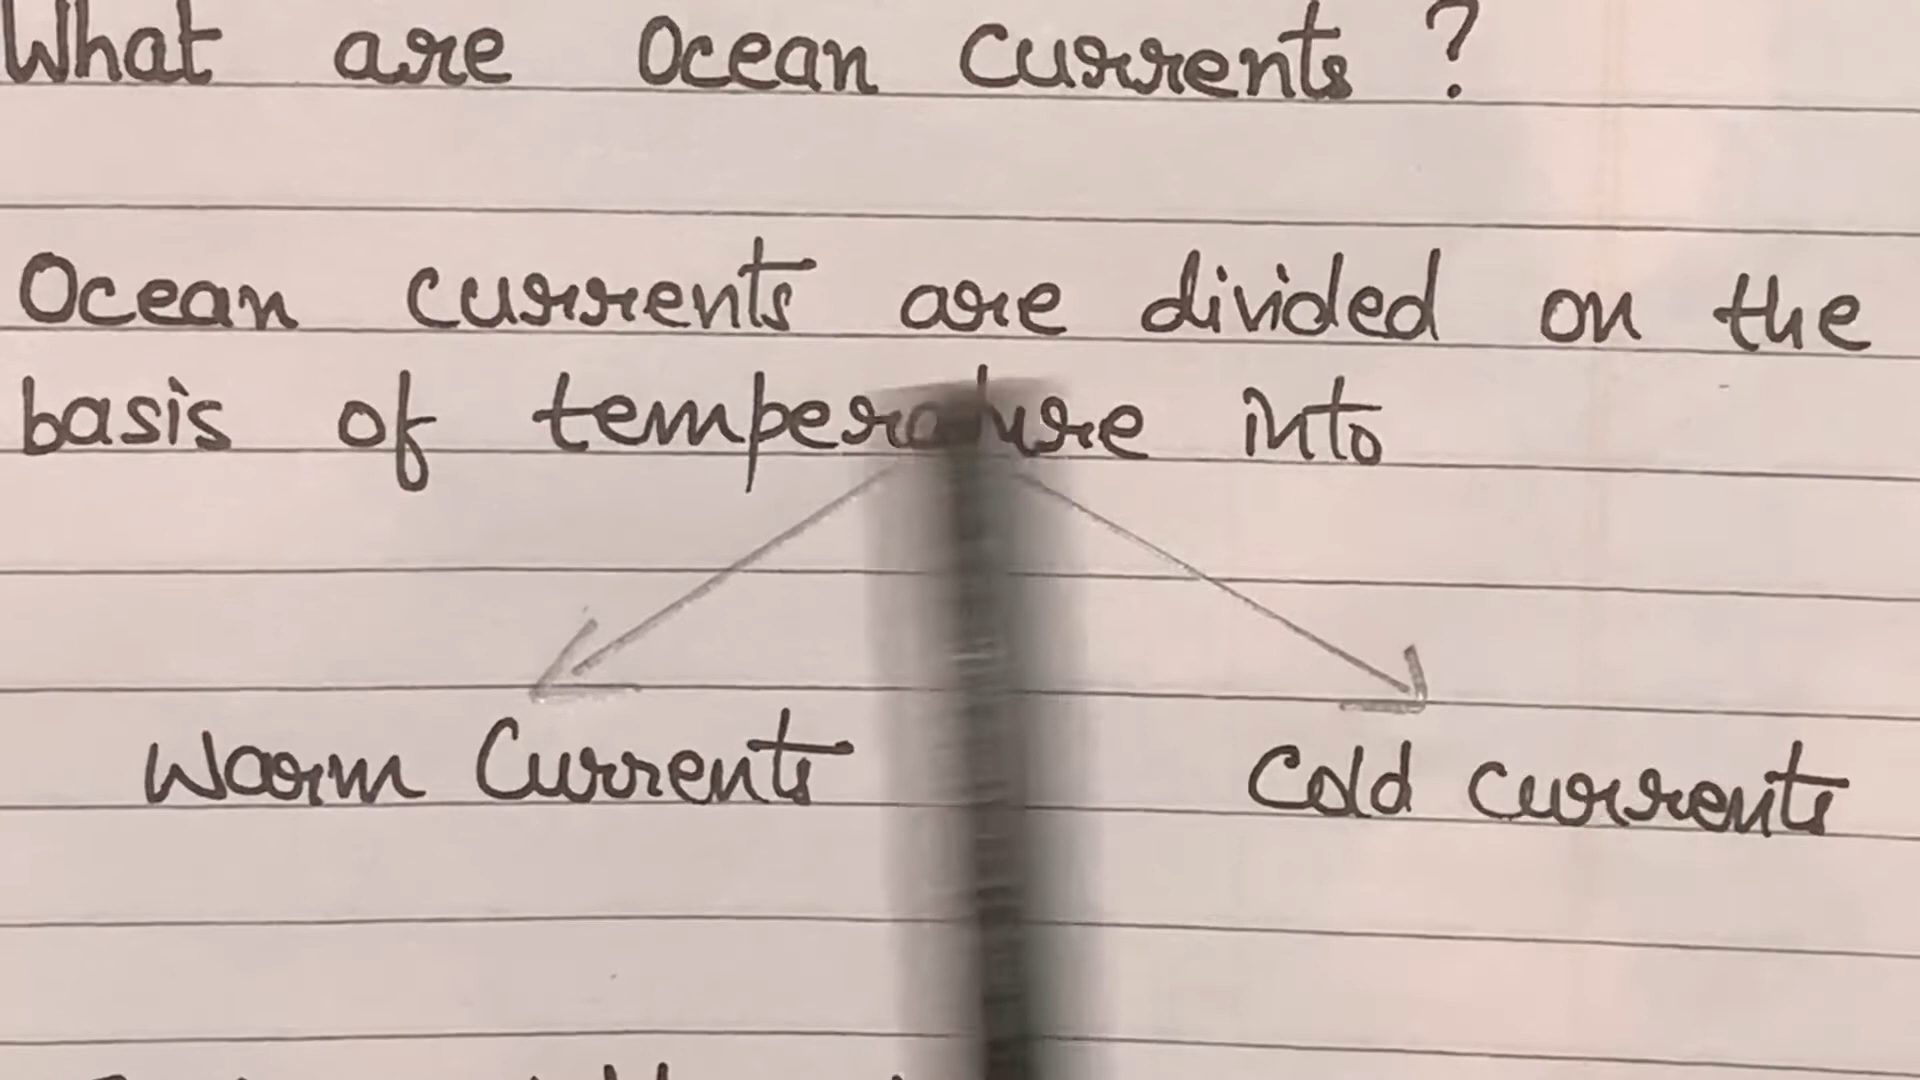 What are Ocean currents ?
Ocean currents are divided on the
basis of temperature into
Warm Currents Cold currents